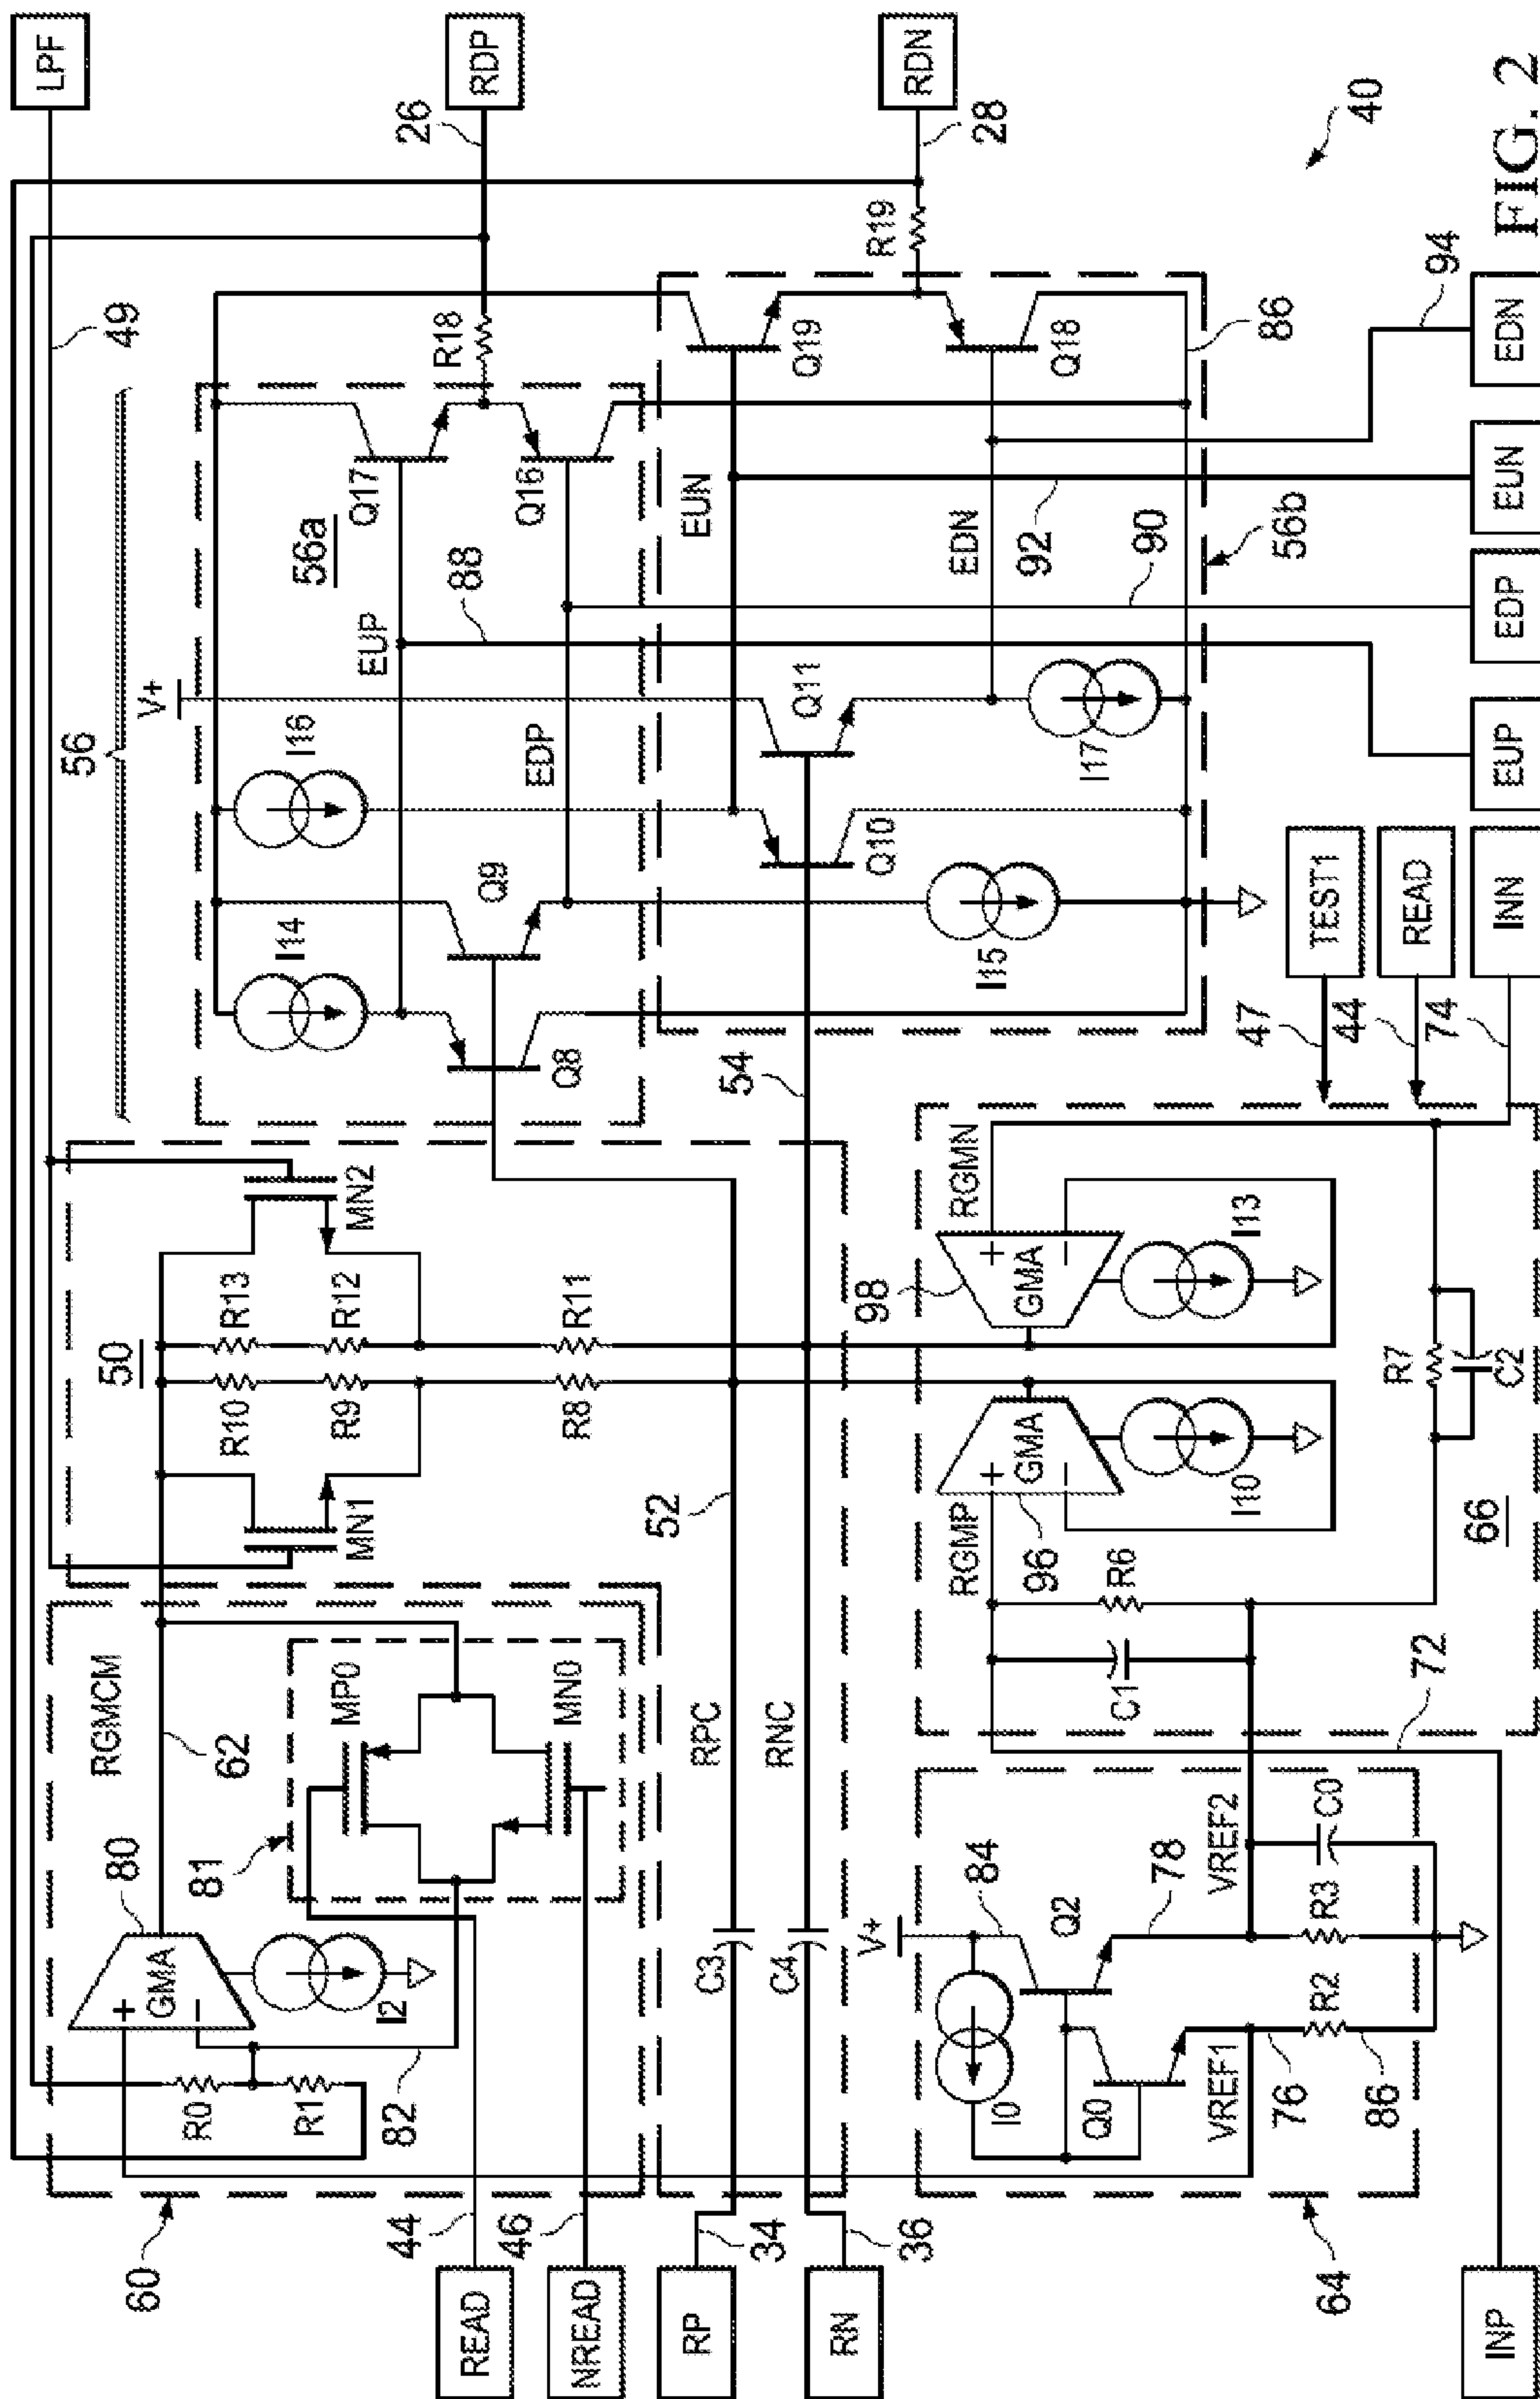 LPF
RDP
RDN
26
28
40
FIG. 2
49
56
R18
R19
94
V+
I14
I16
56a
Q17
Q16
Q19
Q18
86
EUP
88
EDP
EUN
EDN
92
90
56b
Q9
Q8
Q11
Q10
I17
I15
54
EDN
EUN
EDP
EUP
INN
TEST1
READ
47
44
74
50
MN2
MN1
R13
R12
R11
R10
R9
R8
52
RGMN
98
GMA
+
−
I13
RGMP
96
GMA
+
−
I10
R6
C1
R7
C2
66
72
RGMCM
62
60
80
GMA
+
−
I2
81
MP0
MN0
R0
R1
82
RPC
RNC
C3
C4
READ
NREAD
RP
RN
INP
44
46
34
36
64
V+
84
Q2
78
I0
Q0
VREF1
VREF2
76
86
R2
R3
C0